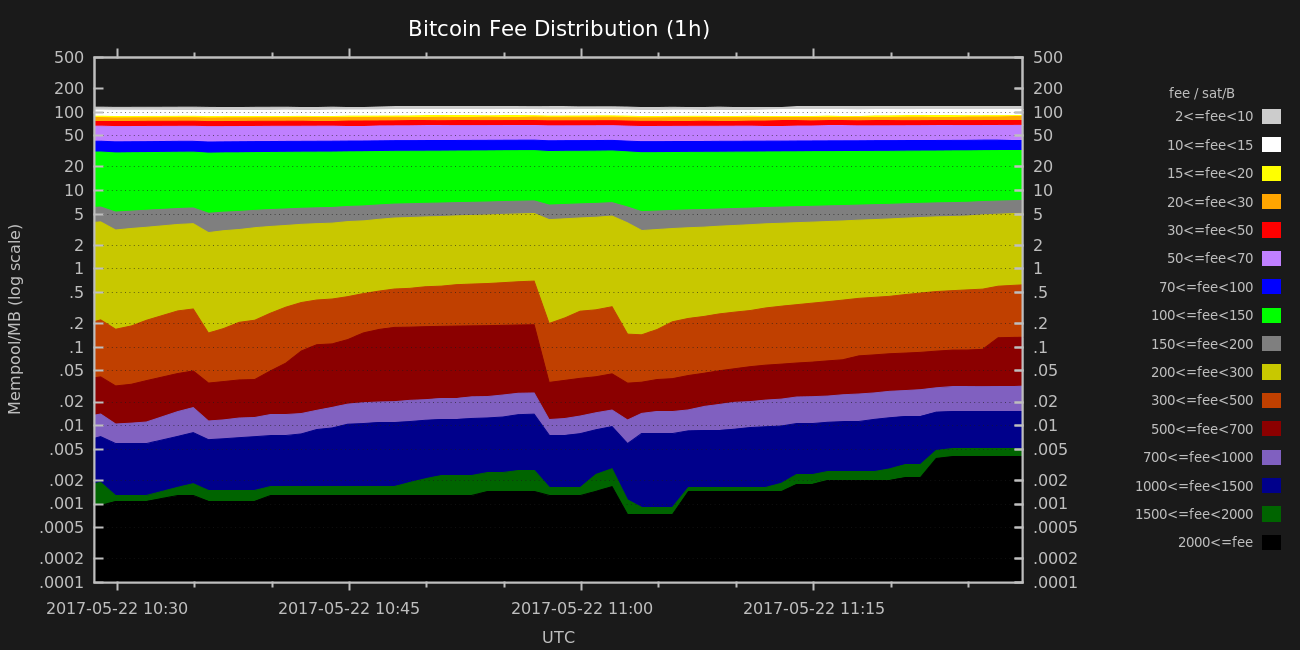 Bitcoin Fee Distribution (1h)
500
200
100
50
20
10
5
2
1
.5
.2
.1
.05
.02
.01
.005
.002
.001
.0005
.0002
.0001
Mempool/MB (log scale)
500
200
100
50
20
10
5
2
1
.5
.2
.1
.05
.02
.01
.005
.002
.001
.0005
.0002
.0001
2017-05-22 10:30 2017-05-22 10:45 2017-05-22 11:00 2017-05-22 11:15
UTC
fee / sat/B
2<=fee<10
10<=fee<15
15<=fee<20
20<=fee<30
30<=fee<50
50<=fee<70
70<=fee<100
100<=fee<150
150<=fee<200
200<=fee<300
300<=fee<500
500<=fee<700
700<=fee<1000
1000<=fee<1500
1500<=fee<2000
2000<=fee